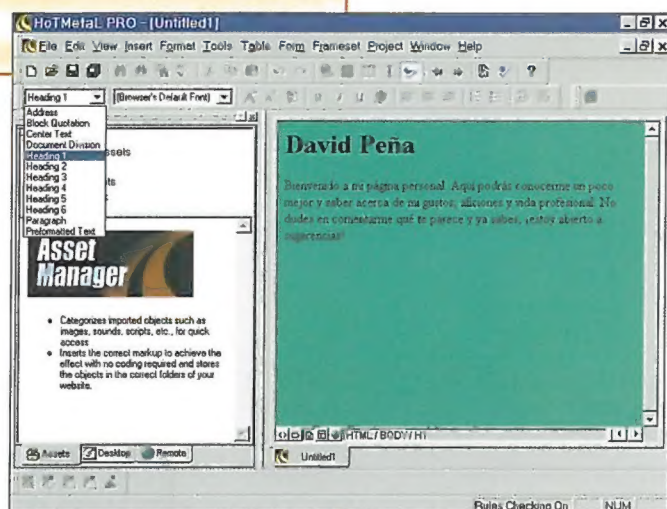 HoTMetaL PRO - [Untitled1]
File Edit View Insert Format Tools Table Form Frameset Project Window Help
Heading 1 (Browser's Default Font)
Address
Block Quotation
Center Text
Document Division
Heading 1
Heading 2
Heading 3
Heading 4
Heading 5
Heading 6
Paragraph
Preformatted Text
Asset
Manager
• Categorizes imported objects such as
images, sounds, scripts, etc., for quick
access
• Inserts the correct markup to achieve the
effect with no coding required and stores
the objects in the correct folders of your
website.
Assets Desktop Remote
David Peña
Bienvenido a mi página personal. Aquí podrás conocerme un poco
mejor y saber acerca de mi gustos, aficiones y vida profesional. No
dudes en comentarme qué te parece y ya sabes, ¡estoy abierto a
sugerencias!
HTML / BODY / H1
Untitled1
Rules Checking On NUM